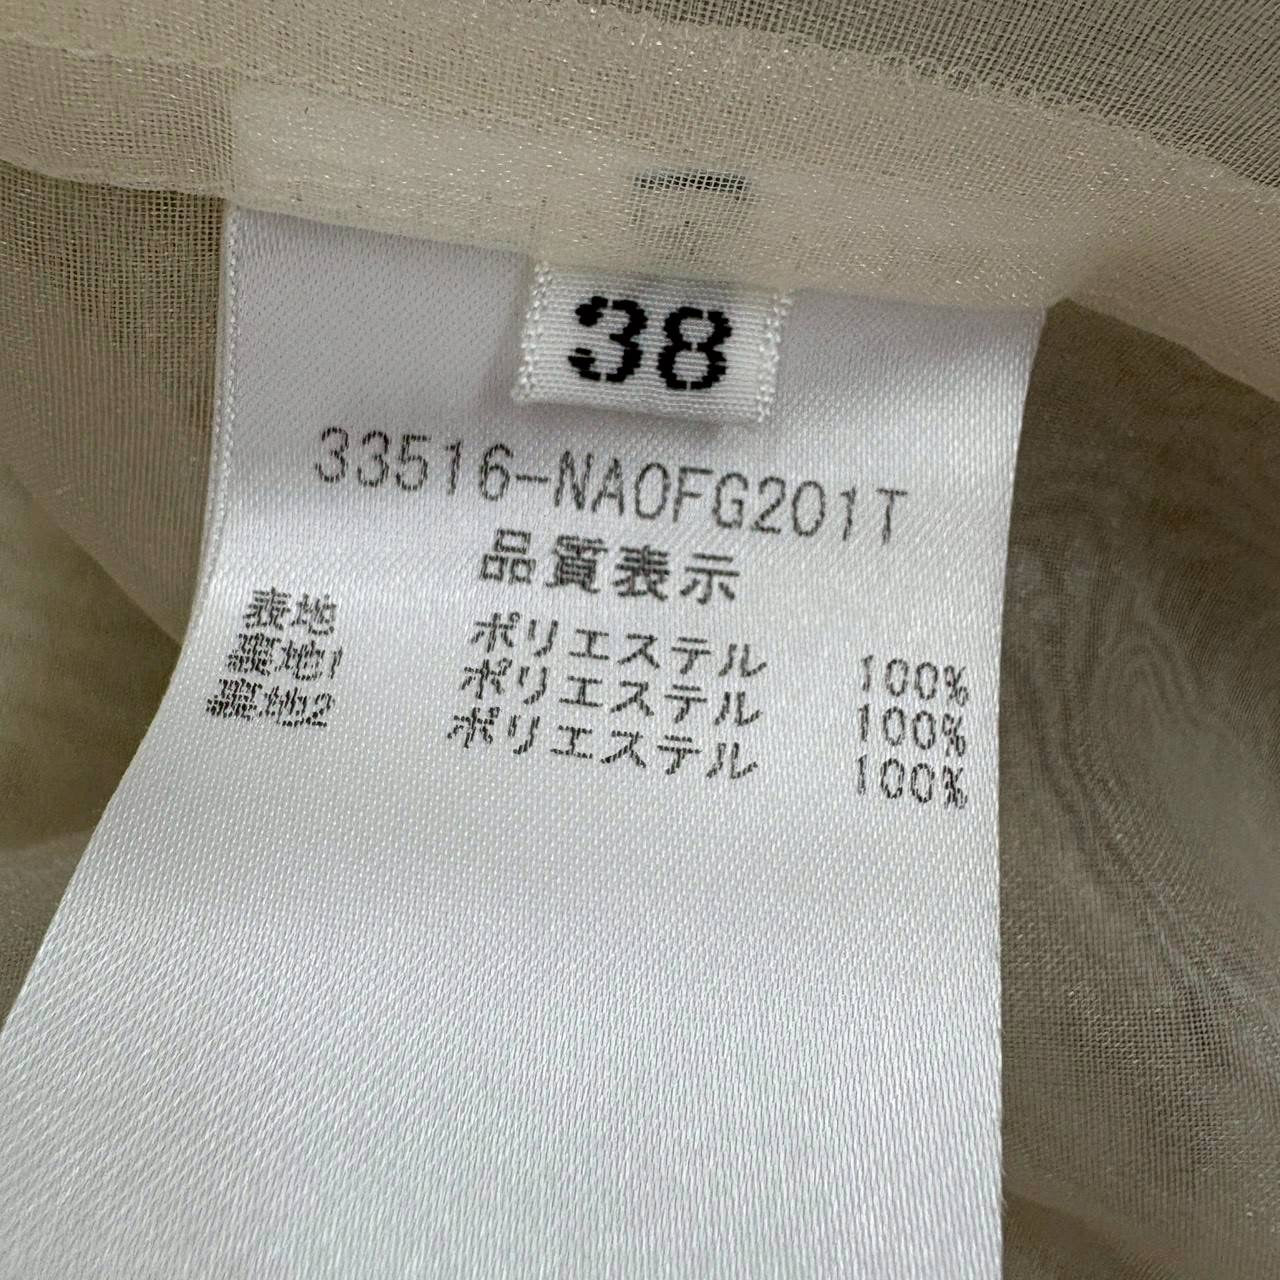 38
33516-NA0FG201T
品質表示
表地 ポリエステル 100%
裏地1 ポリエステル 100%
裏地2 ポリエステル 100%